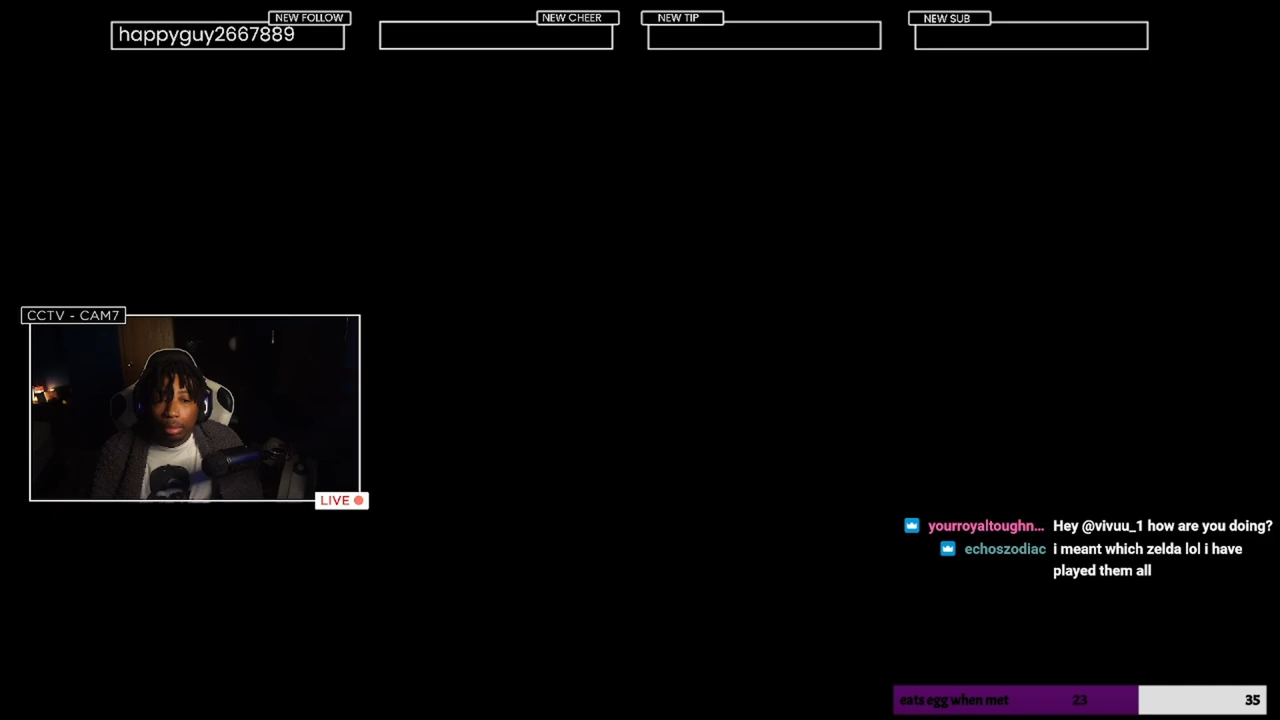 NEW FOLLOW
happyguy2667889
NEW CHEER
NEW TIP
NEW SUB
CCTV - CAM7
LIVE
yourroyaltoughn... Hey @vivuu_1 how are you doing?
echoszodiac i meant which zelda lol i have
played them all
eats egg when met 23 35